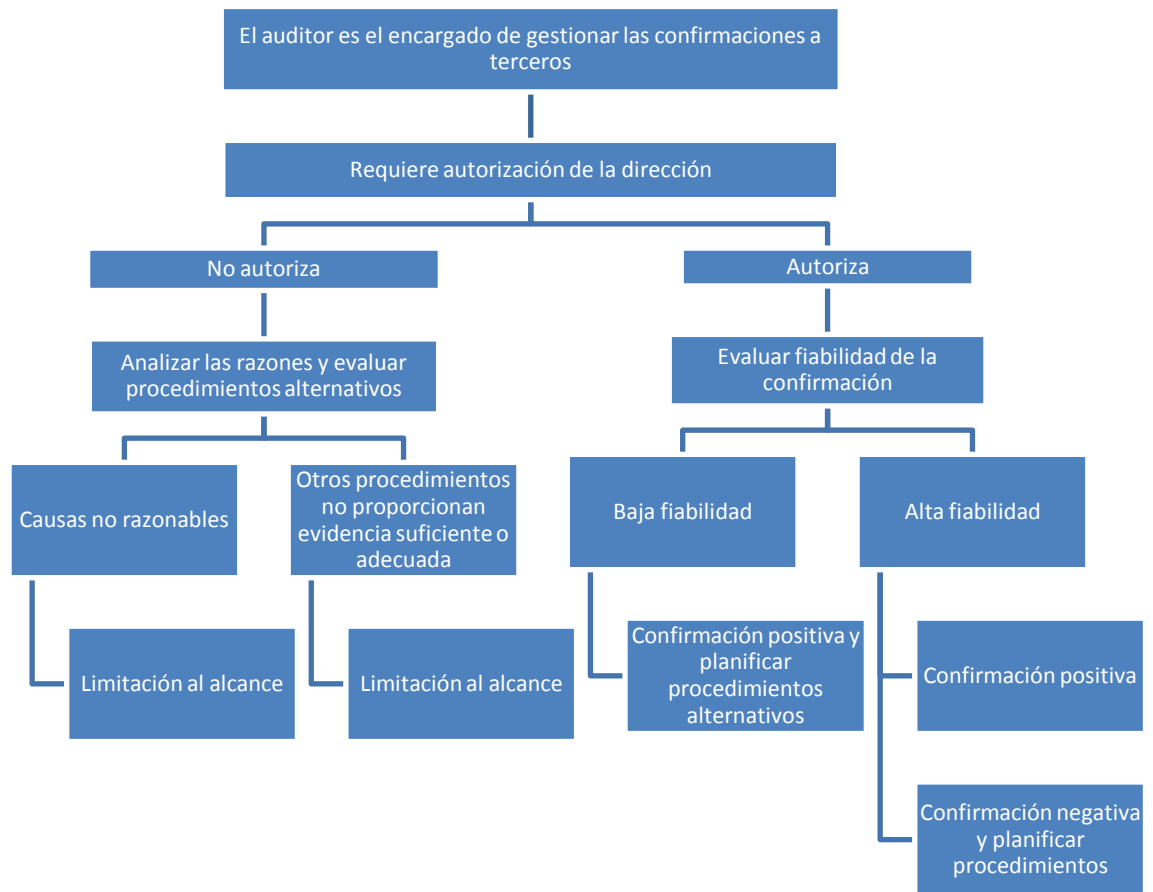 El auditor es el encargado de gestionar las confirmaciones a
terceros
Requiere autorización de la dirección
No autoriza
Autoriza
Analizar las razones y evaluar
procedimientos alternativos
Evaluar fiabilidad de la
confirmación
Causas no razonables
Otros procedimientos
no proporcionan
evidencia suficiente o
adecuada
Baja fiabilidad
Alta fiabilidad
Limitación al alcance
Limitación al alcance
Confirmación positiva y
planificar
procedimientos
alternativos
Confirmación positiva
Confirmación negativa
y planificar
procedimientos